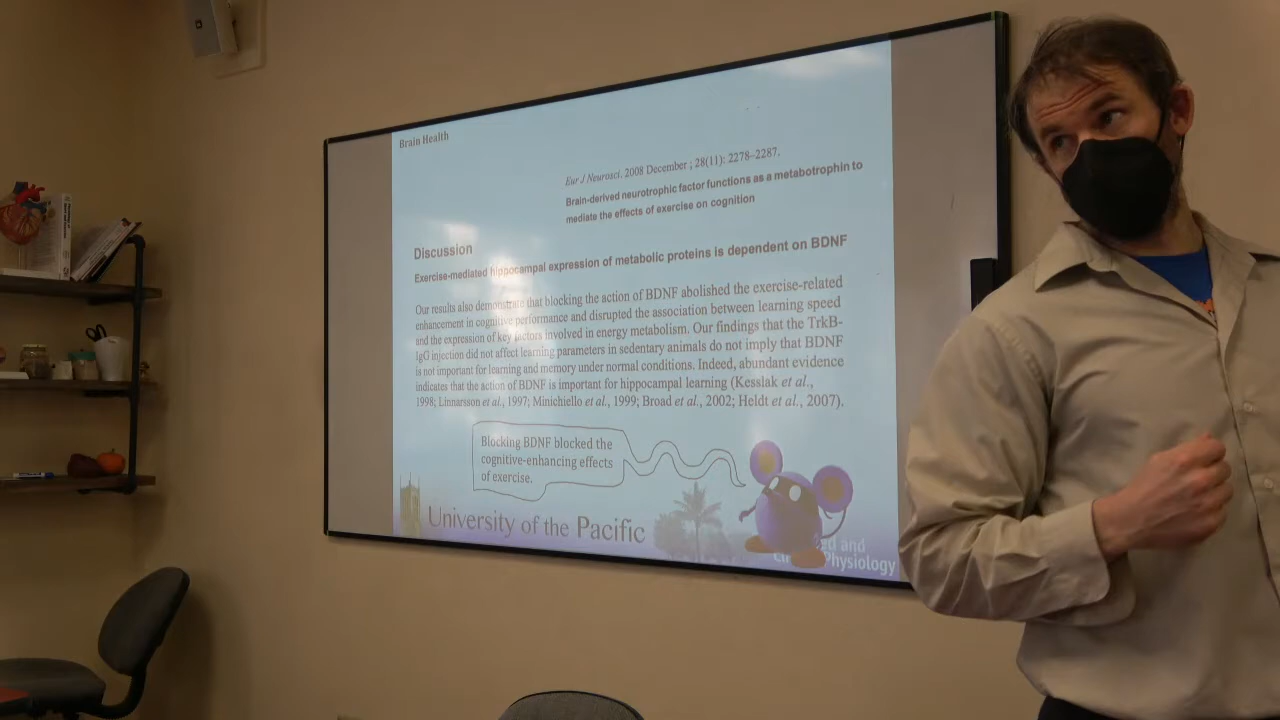 Brain Health
Eur J Neurosci. 2008 December ; 28(11): 2278–2287.
Brain-derived neurotrophic factor functions as a metabotrophin to
mediate the effects of exercise on cognition
Discussion
Exercise-mediated hippocampal expression of metabolic proteins is dependent on BDNF
Our results also demonstrate that blocking the action of BDNF abolished the exercise-related
enhancement in cognitive performance and disrupted the association between learning speed
and the expression of key factors involved in energy metabolism. Our findings that the TrkB-
IgG injection did not affect learning parameters in sedentary animals do not imply that BDNF
is not important for learning and memory under normal conditions. Indeed, abundant evidence
indicates that the action of BDNF is important for hippocampal learning (Kesslak et al.,
1998; Linnarsson et al., 1997; Minichiello et al., 1999; Broad et al., 2002; Heldt et al., 2007).
Blocking BDNF blocked the
cognitive-enhancing effects
of exercise.
University of the Pacific
ed and
Physiology